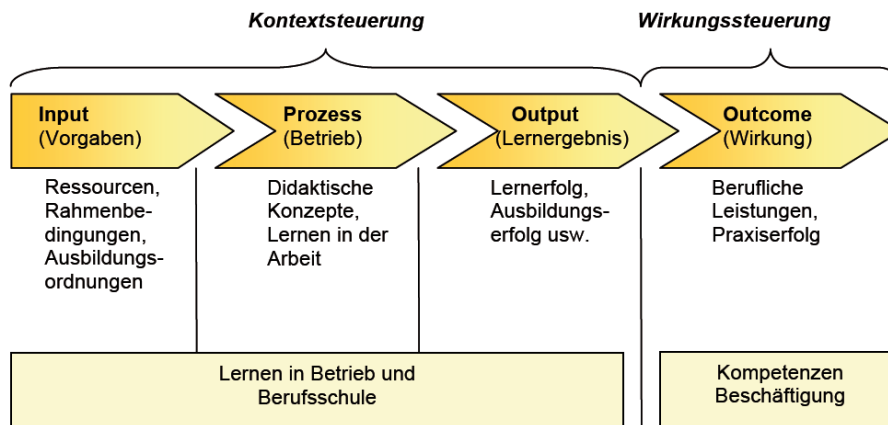 Kontextsteuerung
Wirkungssteuerung
Input
(Vorgaben)
Prozess
(Betrieb)
Output
(Lernergebnis)
Outcome
(Wirkung)
Ressourcen,
Rahmenbe-
dingungen,
Ausbildungs-
ordnungen
Didaktische
Konzepte,
Lernen in der
Arbeit
Lernerfolg,
Ausbildungs-
erfolg usw.
Berufliche
Leistungen,
Praxiserfolg
Lernen in Betrieb und
Berufsschule
Kompetenzen
Beschäftigung